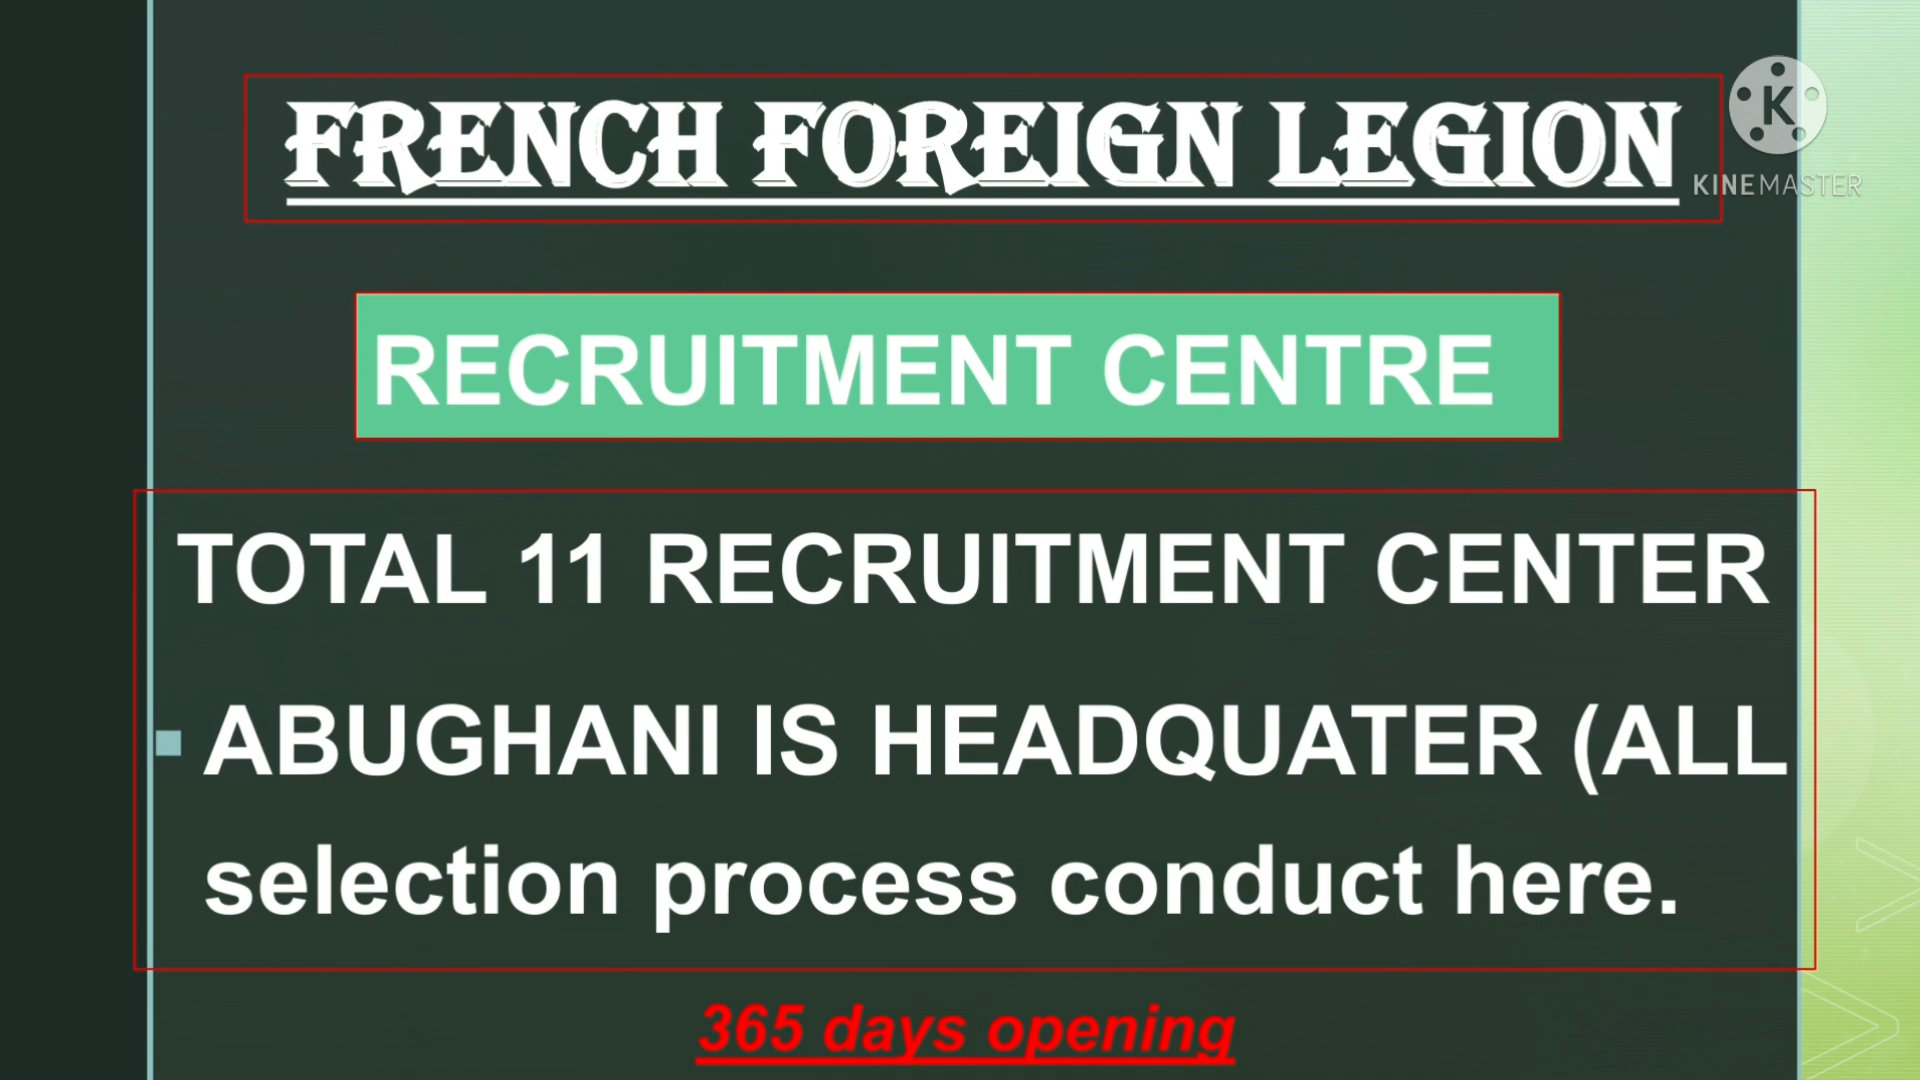 FRENCH FOREIGN LEGION
KINEMASTER
RECRUITMENT CENTRE
TOTAL 11 RECRUITMENT CENTER
▪ ABUGHANI IS HEADQUATER (ALL
selection process conduct here.
365 days opening